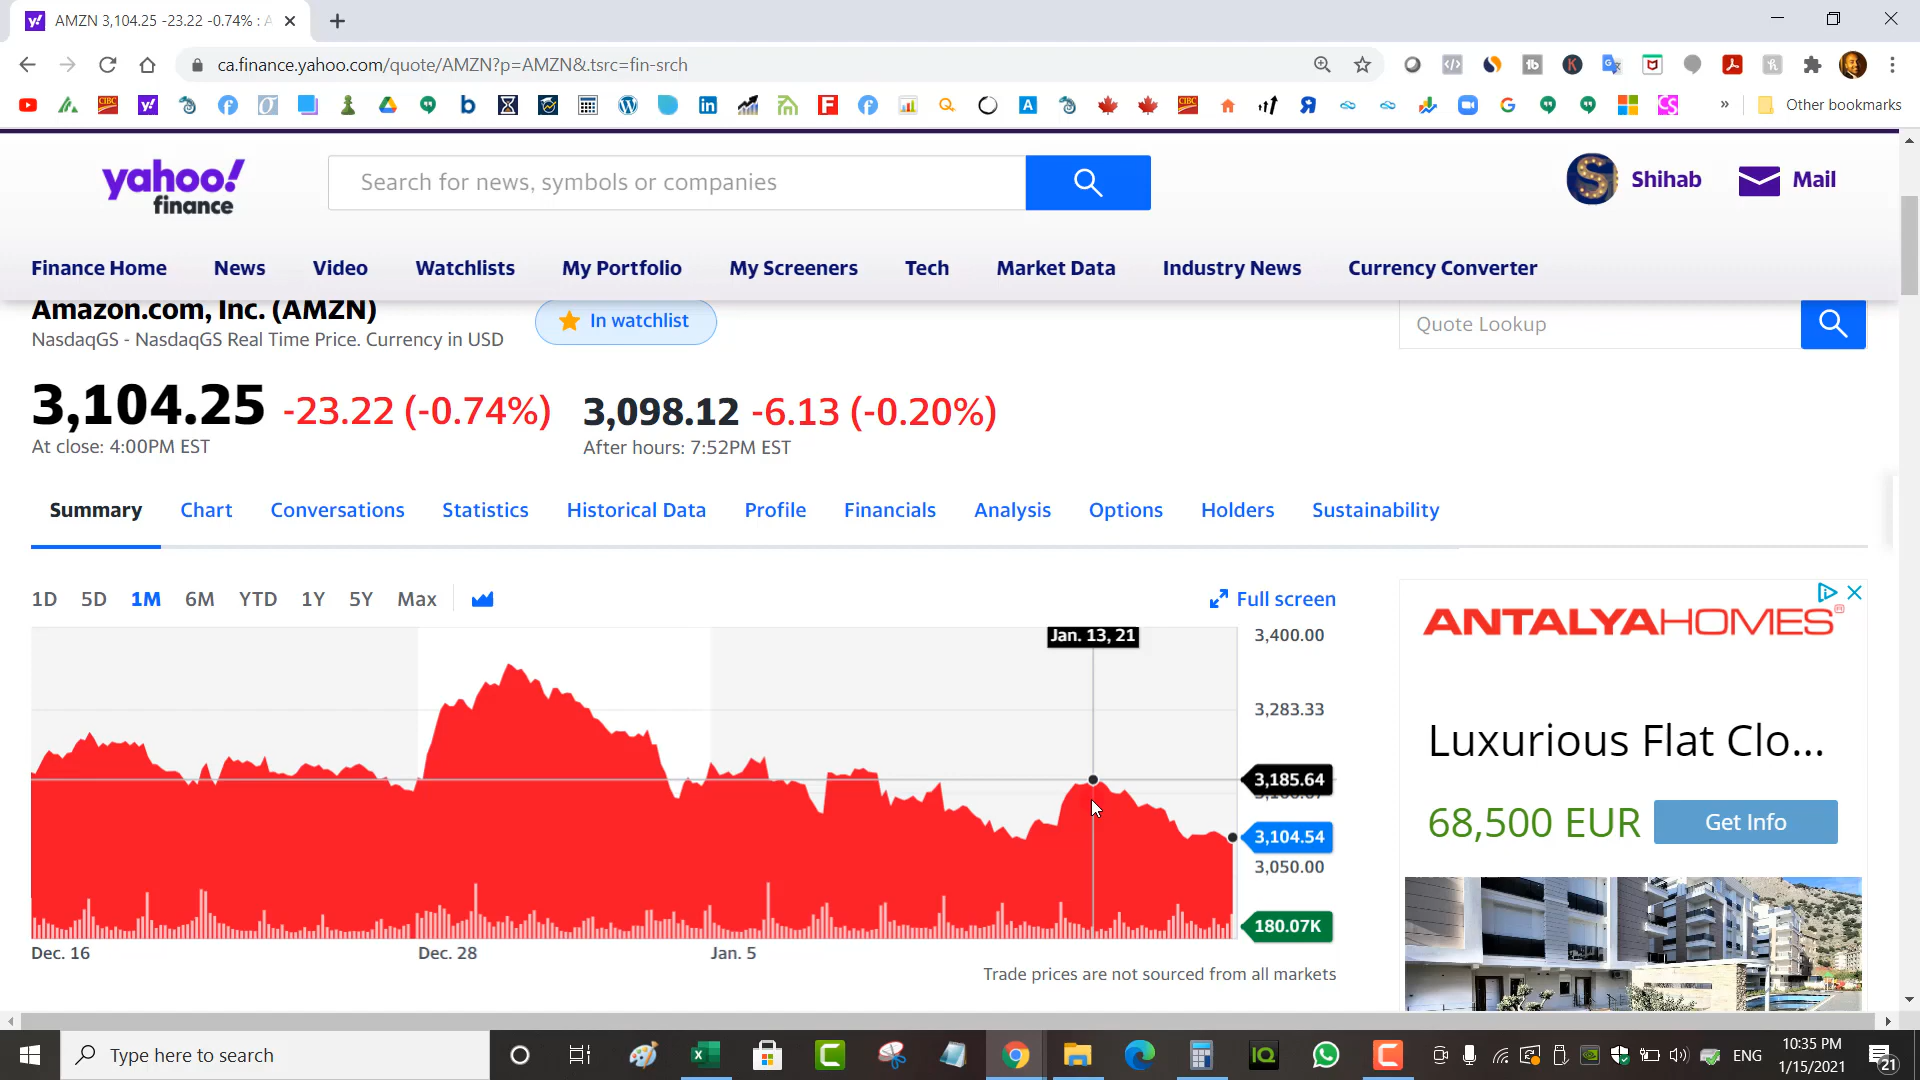 AMZN 3,104.25 -23.22 -0.74% : A
ca.finance.yahoo.com/quote/AMZN?p=AMZN&.tsrc=fin-srch
Other bookmarks
yahoo!
finance
Search for news, symbols or companies
Shihab
Mail
Finance Home News Video Watchlists My Portfolio My Screeners Tech Market Data Industry News Currency Converter
Amazon.com, Inc. (AMZN)
In watchlist
NasdaqGS - NasdaqGS Real Time Price. Currency in USD
Quote Lookup
3,104.25 -23.22 (-0.74%) 3,098.12 -6.13 (-0.20%)
At close: 4:00PM EST
After hours: 7:52PM EST
Summary Chart Conversations Statistics Historical Data Profile Financials Analysis Options Holders Sustainability
1D 5D 1M 6M YTD 1Y 5Y Max
Full screen
Jan. 13, 21
3,400.00
3,283.33
3,185.64
3,104.54
3,050.00
180.07K
Dec. 16 Dec. 28 Jan. 5
Trade prices are not sourced from all markets
ANTALYAHOMES
Luxurious Flat Clo...
68,500 EUR
Get Info
Type here to search
ENG
10:35 PM
1/15/2021
21